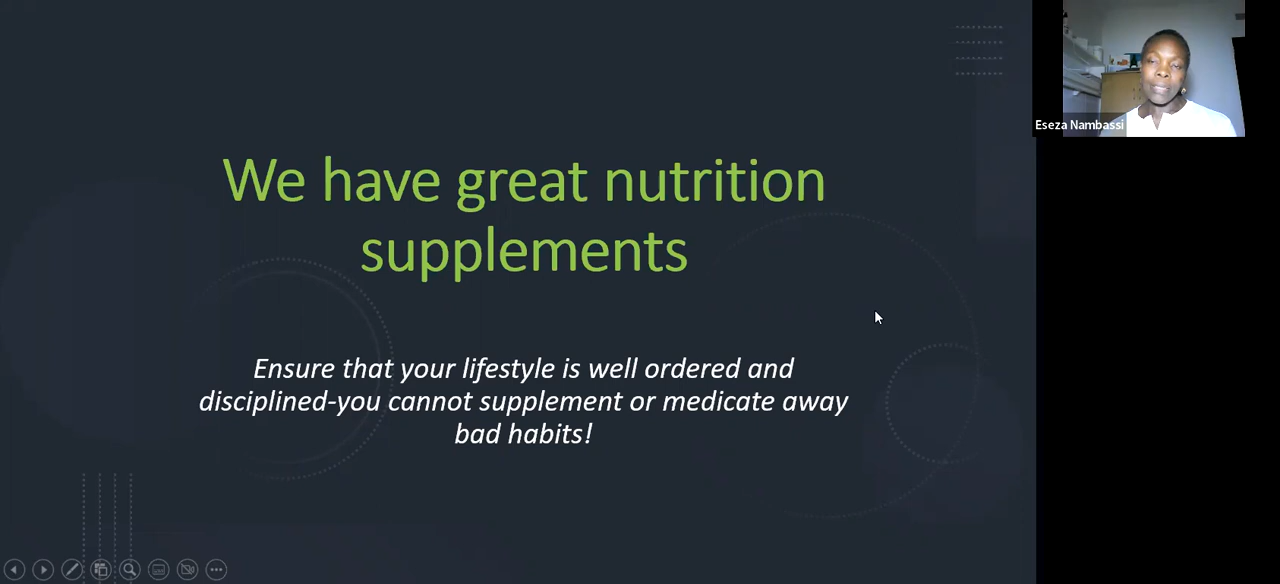 We have great nutrition
supplements
Ensure that your lifestyle is well ordered and
disciplined-you cannot supplement or medicate away
bad habits!
Eseza Nambassi